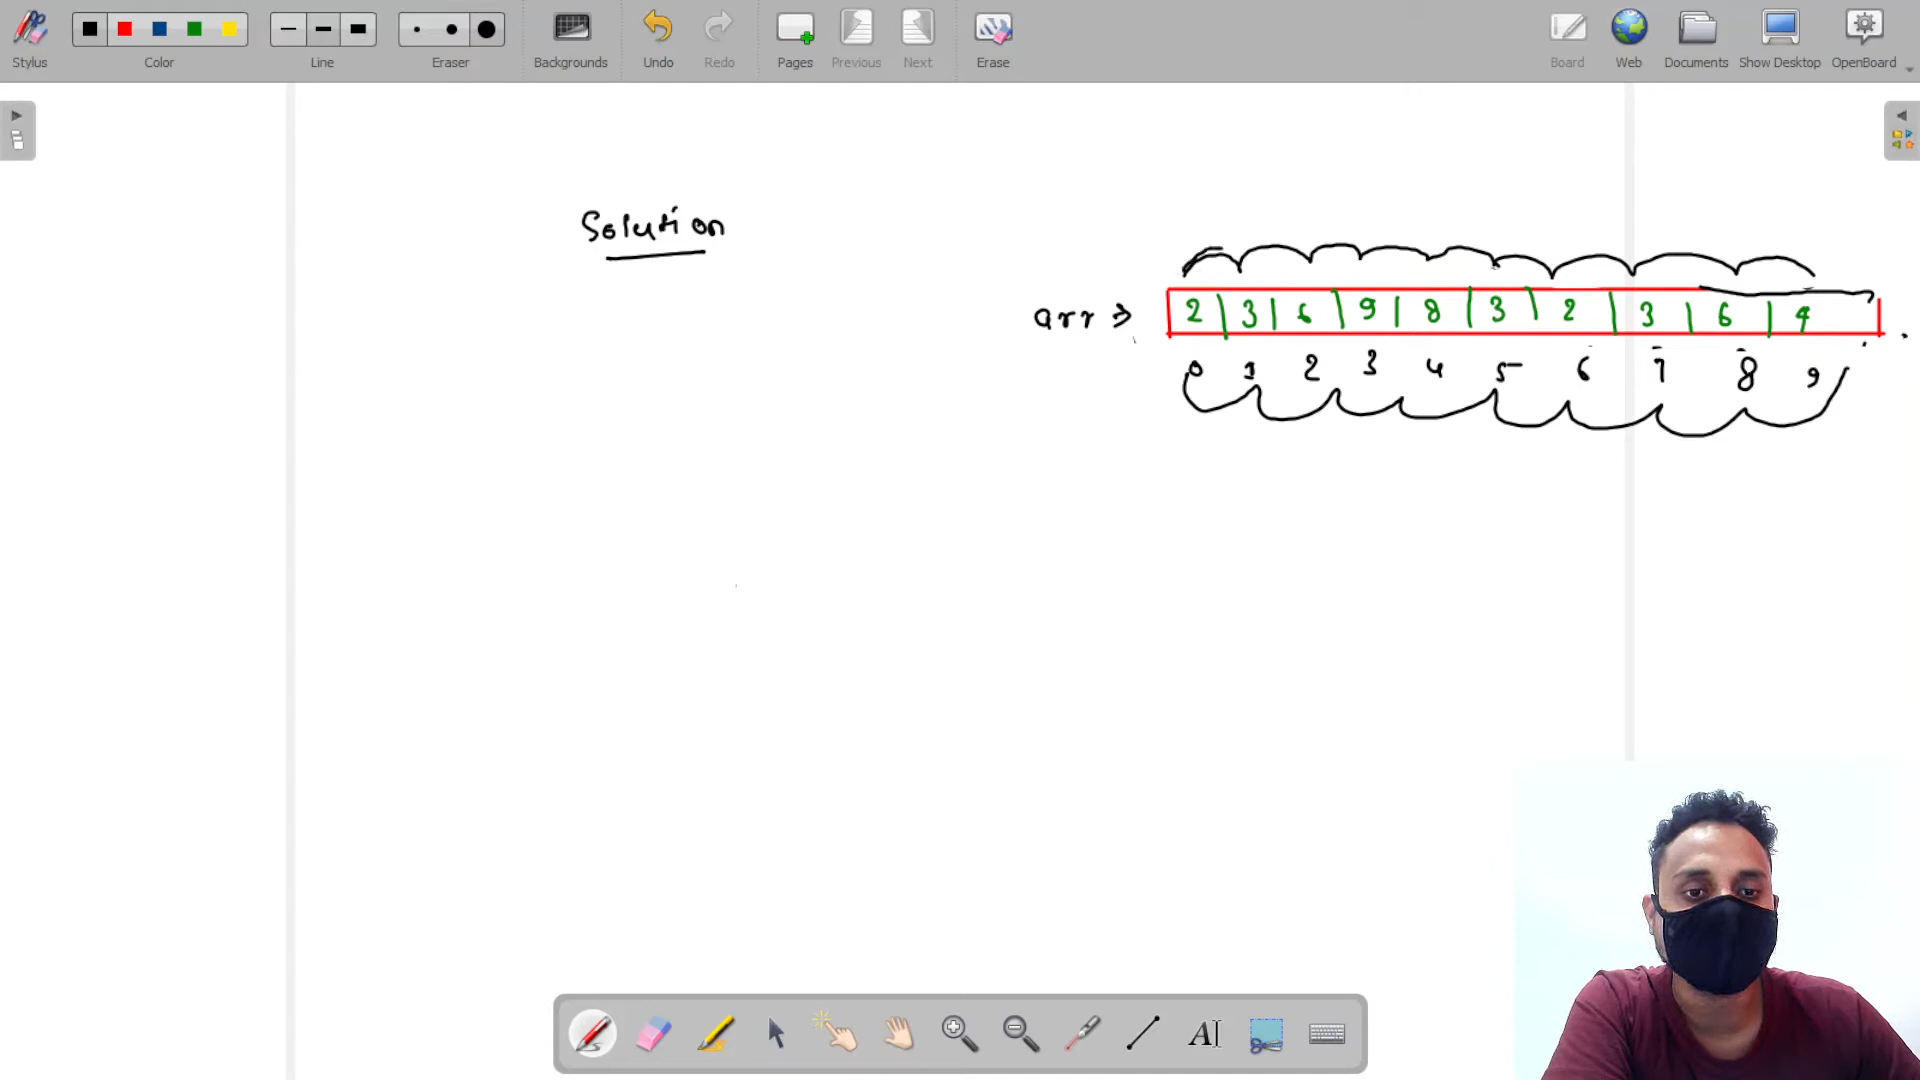 Stylus Color Line Eraser Backgrounds Undo Redo Pages Previous Next Erase Board Web Documents Show Desktop OpenBoard
Solution
arr → 2 | 3 | 6 | 9 | 8 | 3 | 2 | 3 | 6 | 9
0 1 2 3 4 5 6 7 8 9
A